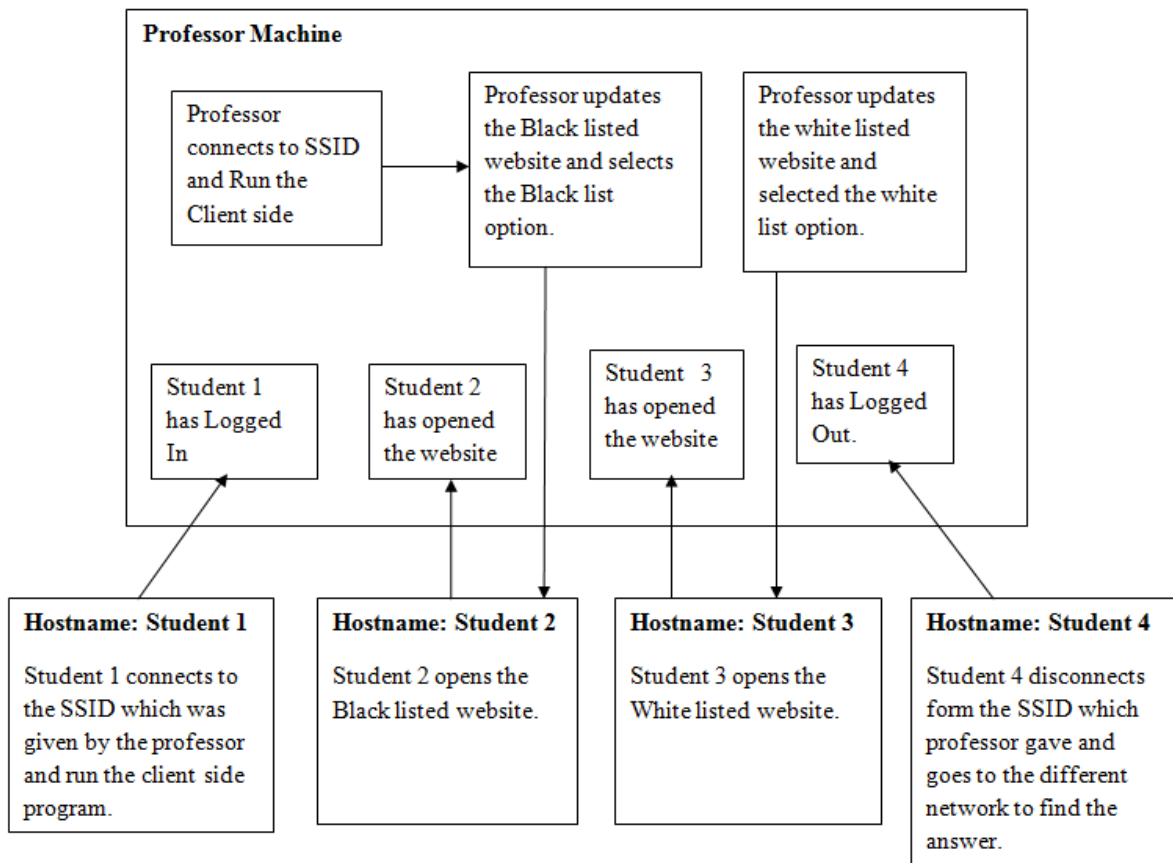 Professor Machine
Professor
connects to SSID
and Run the
Client side
Professor updates
the Black listed
website and selects
the Black list
option.
Professor updates
the white listed
website and
selected the white
list option.
Student 1
has Logged
In
Student 2
has opened
the website
Student 3
has opened
the website
Student 4
has Logged
Out.
Hostname: Student 1
Student 1 connects to
the SSID which was
given by the professor
and run the client side
program.
Hostname: Student 2
Student 2 opens the
Black listed website.
Hostname: Student 3
Student 3 opens the
White listed website.
Hostname: Student 4
Student 4 disconnects
form the SSID which
professor gave and
goes to the different
network to find the
answer.